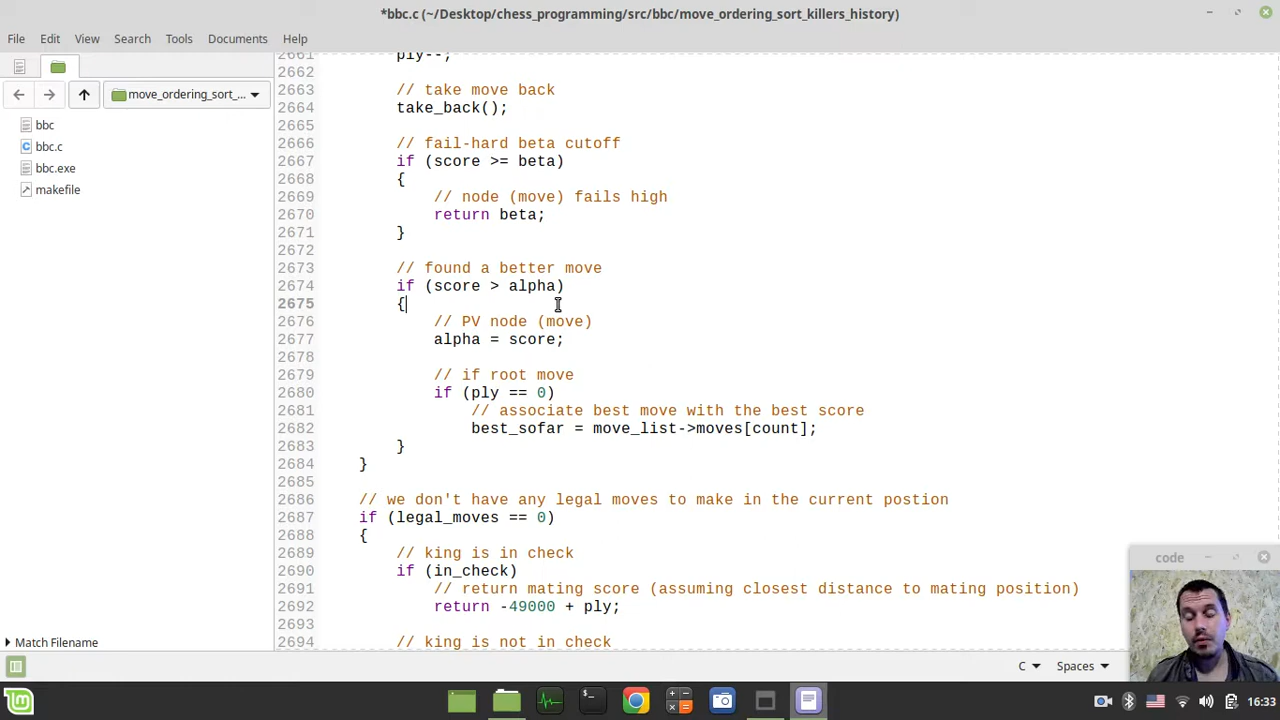 *bbc.c (~/Desktop/chess_programming/src/bbc/move_ordering_sort_killers_history)
File Edit View Search Tools Documents Help
move_ordering_sort_...
bbc
bbc.c
bbc.exe
makefile
2661 ply--;
2662
2663 // take move back
2664 take_back();
2665
2666 // fail-hard beta cutoff
2667 if (score >= beta)
2668 {
2669 // node (move) fails high
2670 return beta;
2671 }
2672
2673 // found a better move
2674 if (score > alpha)
2675 {
2676 // PV node (move)
2677 alpha = score;
2678
2679 // if root move
2680 if (ply == 0)
2681 // associate best move with the best score
2682 best_sofar = move_list->moves[count];
2683 }
2684 }
2685
2686 // we don't have any legal moves to make in the current postion
2687 if (legal_moves == 0)
2688 {
2689 // king is in check
2690 if (in_check)
2691 // return mating score (assuming closest distance to mating position)
2692 return -49000 + ply;
2693
2694 // king is not in check
code
Match Filename
C Spaces
16:33